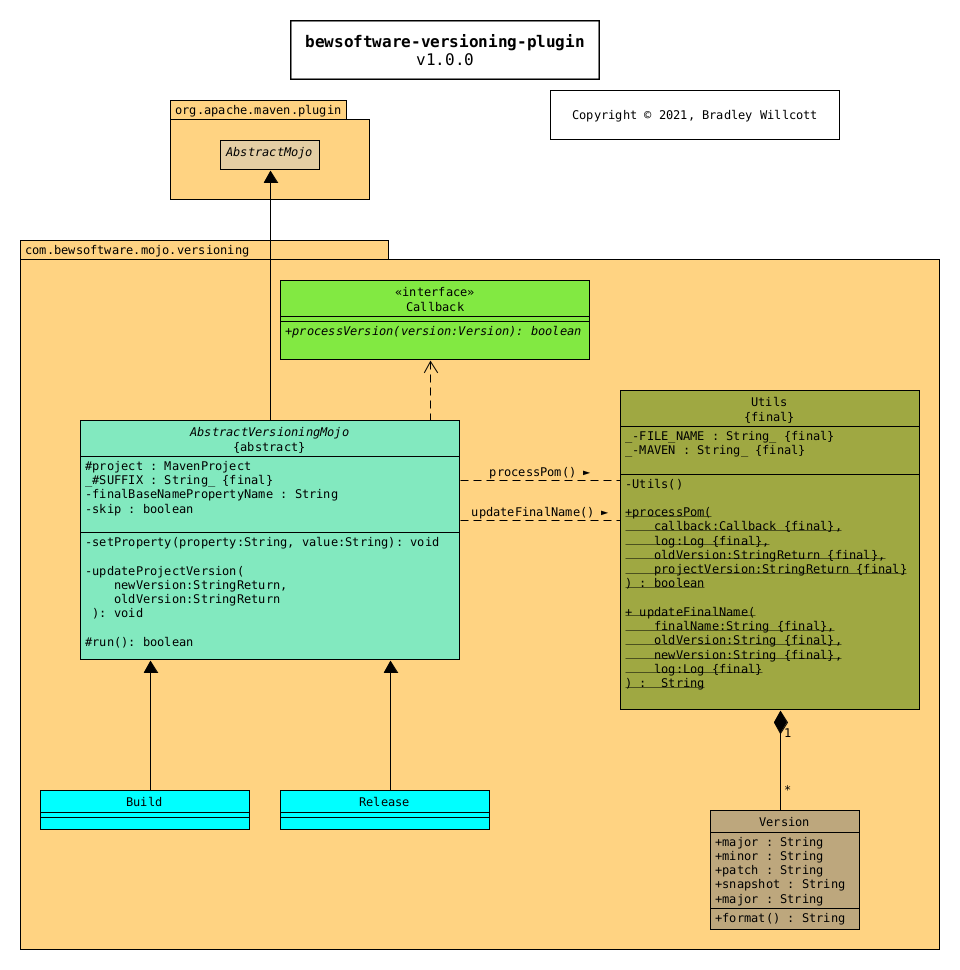 bewsoftware-versioning-plugin
v1.0.0
org.apache.maven.plugin
Copyright © 2021, Bradley Willcott
AbstractMojo
com.bewsoftware.mojo.versioning
«interface»
Callback
+processVersion(version:Version): boolean
AbstractVersioningMojo
{abstract}
#project : MavenProject
_#SUFFIX : String_ {final}
-finalBaseNamePropertyName : String
-skip : boolean
-setProperty(property:String, value:String): void
-updateProjectVersion(
newVersion:StringReturn,
oldVersion:StringReturn
): void
#run(): boolean
processPom() ►
updateFinalName() ►
Utils
{final}
_-FILE_NAME : String_ {final}
_-MAVEN : String_ {final}
-Utils()
+processPom(
callback:Callback {final},
log:Log {final},
oldVersion:StringReturn {final},
projectVersion:StringReturn {final}
) : boolean
+ updateFinalName(
finalName:String {final},
oldVersion:String {final},
newVersion:String {final},
log:Log {final}
) :  String
1
*
Build
Release
Version
+major : String
+minor : String
+patch : String
+snapshot : String
+major : String
+format() : String